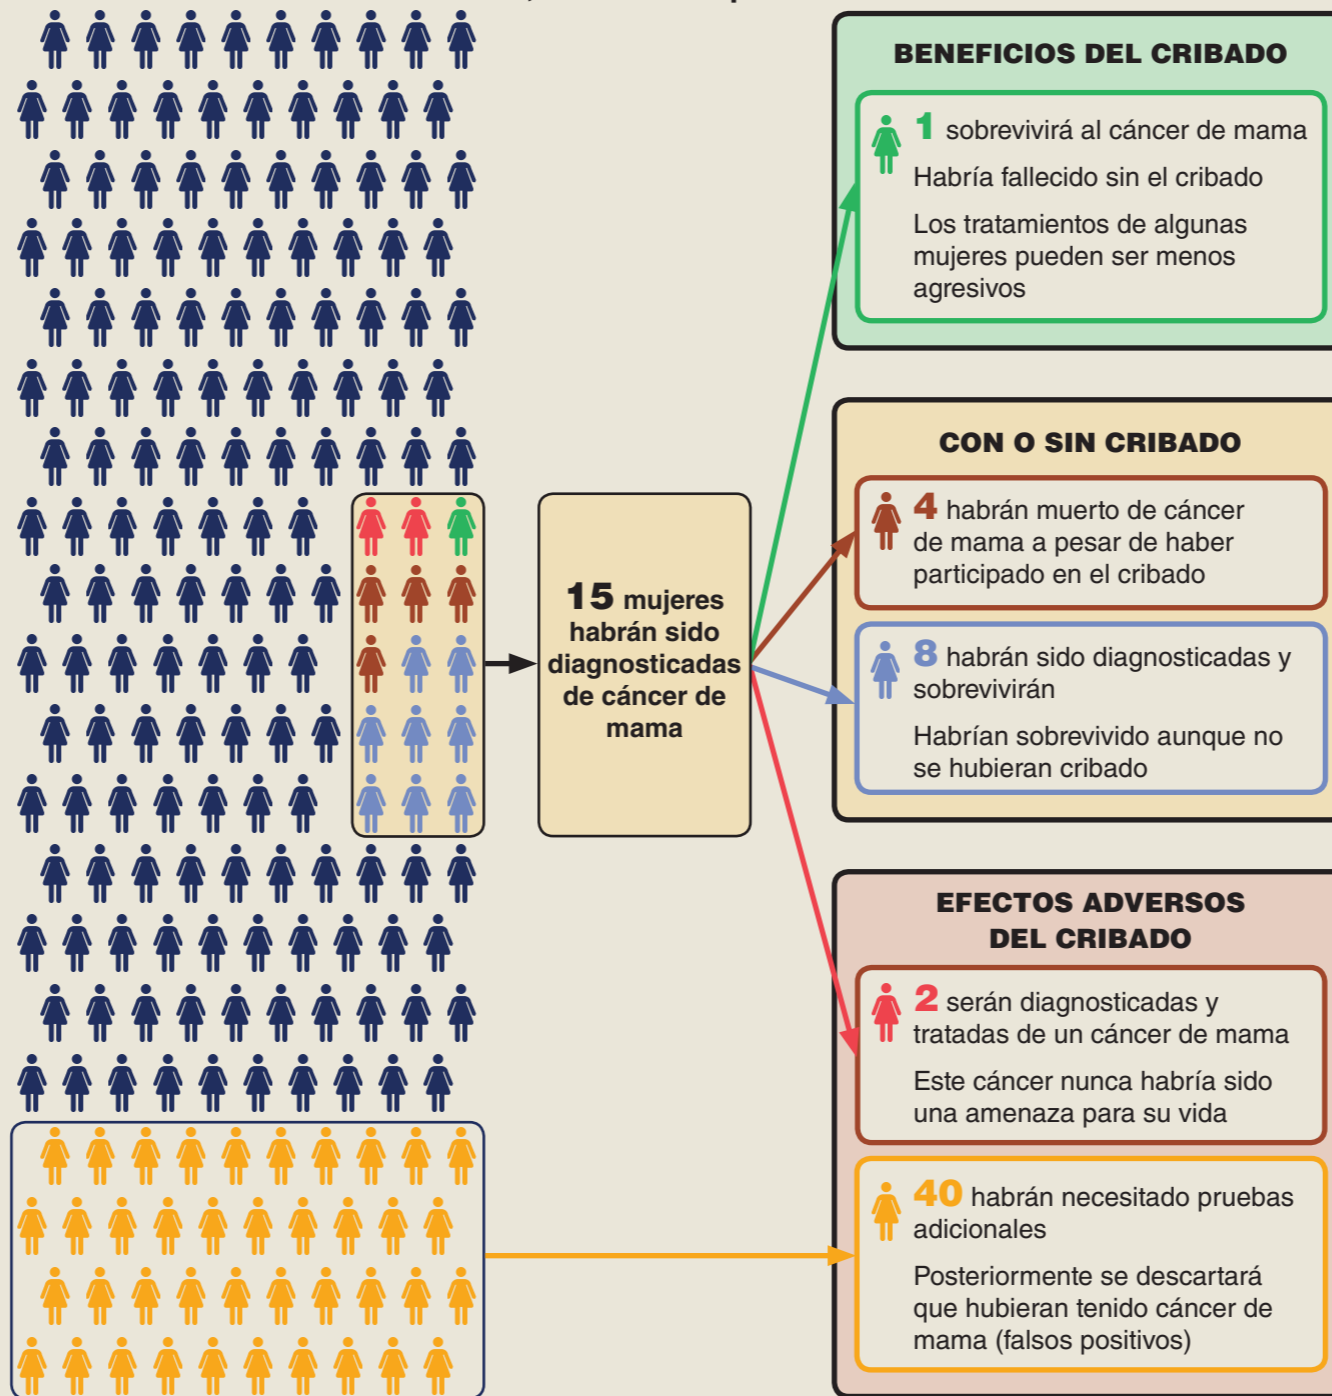 BENEFICIOS DEL CRIBADO
1 sobrevivirá al cáncer de mama
Habría fallecido sin el cribado
Los tratamientos de algunas
mujeres pueden ser menos
agresivos
CON O SIN CRIBADO
4 habrán muerto de cáncer
de mama a pesar de haber
participado en el cribado
15 mujeres
habrán sido
diagnosticadas
de cáncer de
mama
8 habrán sido diagnosticadas y
sobrevivirán
Habrían sobrevivido aunque no
se hubieran cribado
EFECTOS ADVERSOS
DEL CRIBADO
2 serán diagnosticadas y
tratadas de un cáncer de mama
Este cáncer nunca habría sido
una amenaza para su vida
40 habrán necesitado pruebas
adicionales
Posteriormente se descartará
que hubieran tenido cáncer de
mama (falsos positivos)